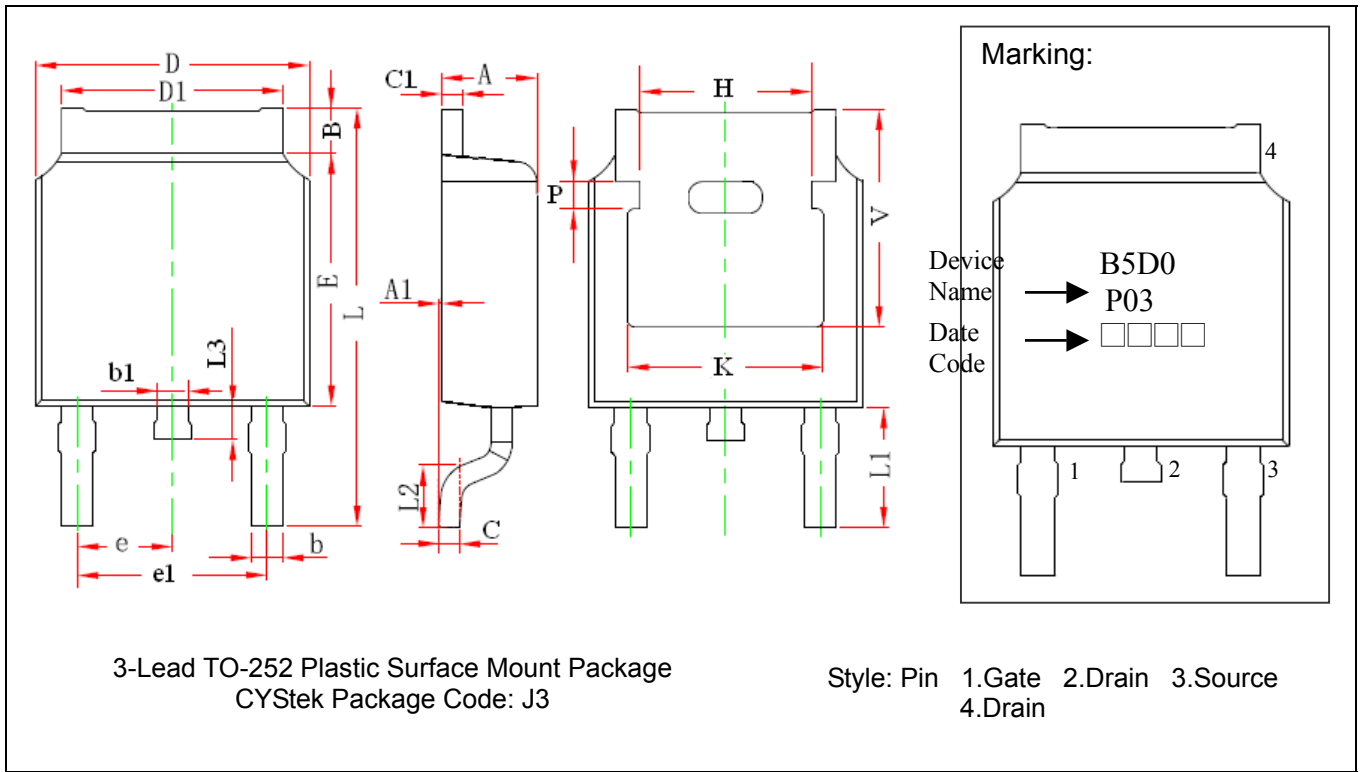 D
D1
B
E
L
L3
b1
e
e1
b
C1
A
A1
L2
C
H
P
V
K
L1
Marking:
4
Device
Name
B5D0
P03
Date
Code
□□□□
1
2
3
3-Lead TO-252 Plastic Surface Mount Package
CYStek Package Code: J3
Style: Pin 1.Gate 2.Drain 3.Source
4.Drain